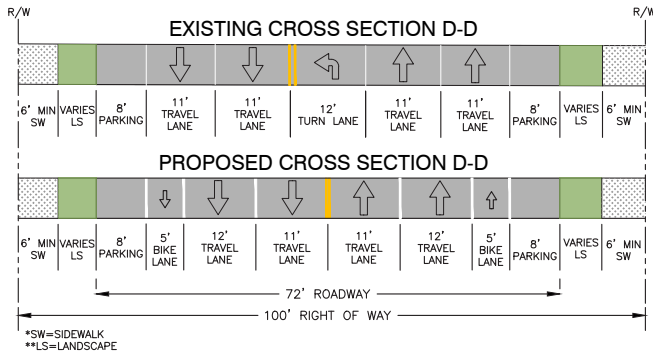 R/W R/W
EXISTING CROSS SECTION D-D
6' MIN SW VARIES LS 8' PARKING 11' TRAVEL LANE 11' TRAVEL LANE 12' TURN LANE 11' TRAVEL LANE 11' TRAVEL LANE 8' PARKING VARIES LS 6' MIN SW
PROPOSED CROSS SECTION D-D
6' MIN SW VARIES LS 8' PARKING 5' BIKE LANE 12' TRAVEL LANE 11' TRAVEL LANE 11' TRAVEL LANE 12' TRAVEL LANE 5' BIKE LANE 8' PARKING VARIES LS 6' MIN SW
72' ROADWAY
100' RIGHT OF WAY
*SW=SIDEWALK
**LS=LANDSCAPE